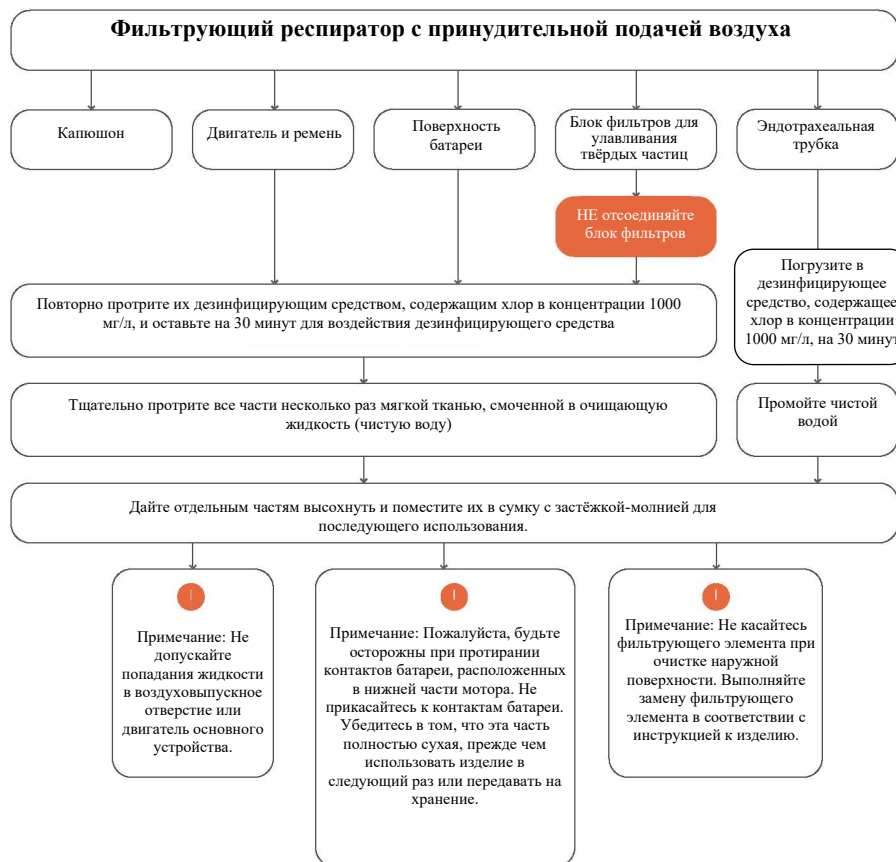 Фильтрующий респиратор с принудительной подачей воздуха
Капюшон
Двигатель и ремень
Поверхность
батареи
Блок фильтров для
улавливания
твёрдых частиц
Эндотрахеальная
трубка
НЕ отсоединяйте
блок фильтров
Повторно протрите их дезинфицирующим средством, содержащим хлор в концентрации 1000
мг/л, и оставьте на 30 минут для воздействия дезинфицирующего средства
Погрузите в
дезинфицирующее
средство, содержащее
хлор в концентрации
1000 мг/л, на 30 минут
Тщательно протрите все части несколько раз мягкой тканью, смоченной в очищающую
жидкость (чистую воду)
Промойте чистой
водой
Дайте отдельным частям высохнуть и поместите их в сумку с застёжкой-молнией для
последующего использования.
Примечание: Не
допускайте
попадания жидкости
в воздуховыпускное
отверстие или
двигатель основного
устройства.
Примечание: Пожалуйста, будьте
осторожны при протирании
контактов батареи, расположенных
в нижней части мотора. Не
прикасайтесь к контактам батареи.
Убедитесь в том, что эта часть
полностью сухая, прежде чем
использовать изделие в
следующий раз или передавать на
хранение.
Примечание: Не касайтесь
фильтрующего элемента при
очистке наружной
поверхности. Выполняйте
замену фильтрующего
элемента в соответствии с
инструкцией к изделию.